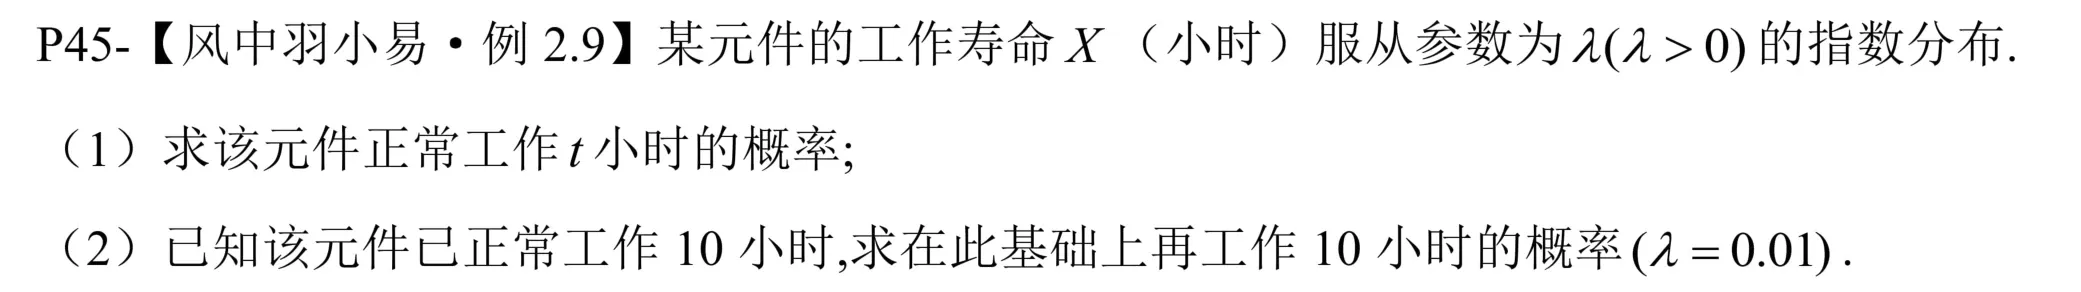 P45-【风中羽小易·例 2.9】某元件的工作寿命 X （小时）服从参数为 λ(λ > 0) 的指数分布.
（1）求该元件正常工作 t 小时的概率;
（2）已知该元件已正常工作 10 小时,求在此基础上再工作 10 小时的概率 (λ = 0.01) .